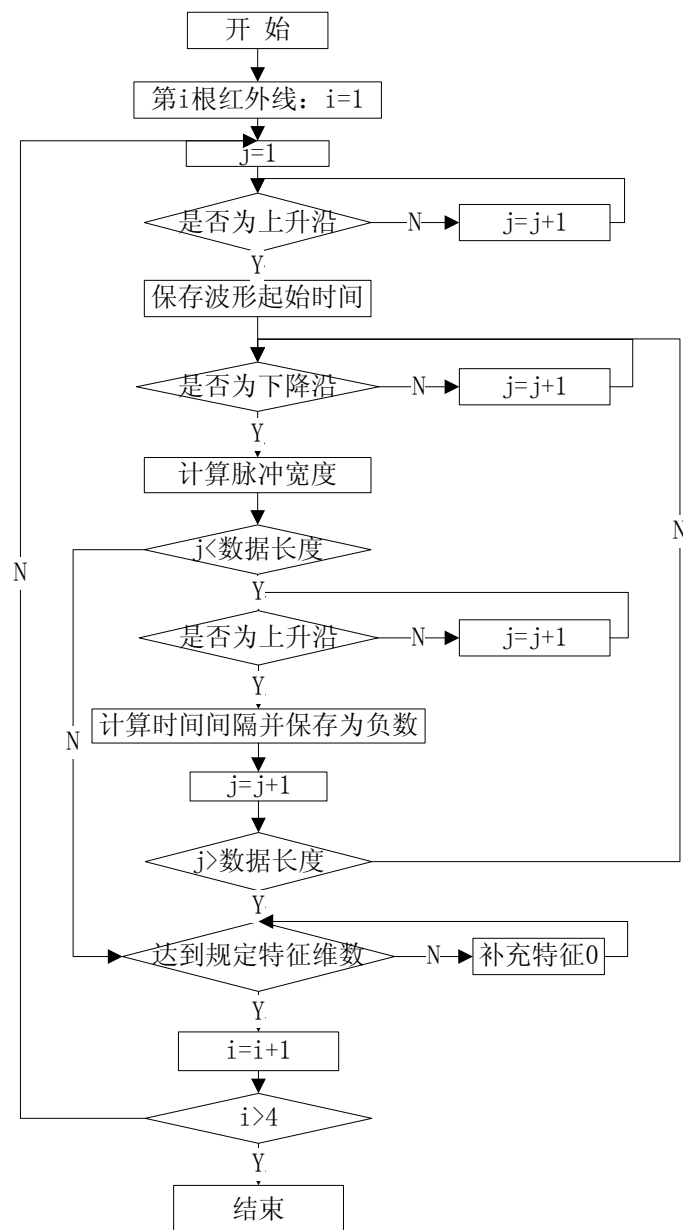 开 始
第i根红外线：i=1
j=1
是否为上升沿
N
j=j+1
Y
保存波形起始时间
是否为下降沿
N
j=j+1
Y
计算脉冲宽度
N
j<数据长度
N
Y
是否为上升沿
N
j=j+1
Y
计算时间间隔并保存为负数
N
j=j+1
j>数据长度
Y
达到规定特征维数
N
补充特征0
Y
i=i+1
i>4
Y
结束